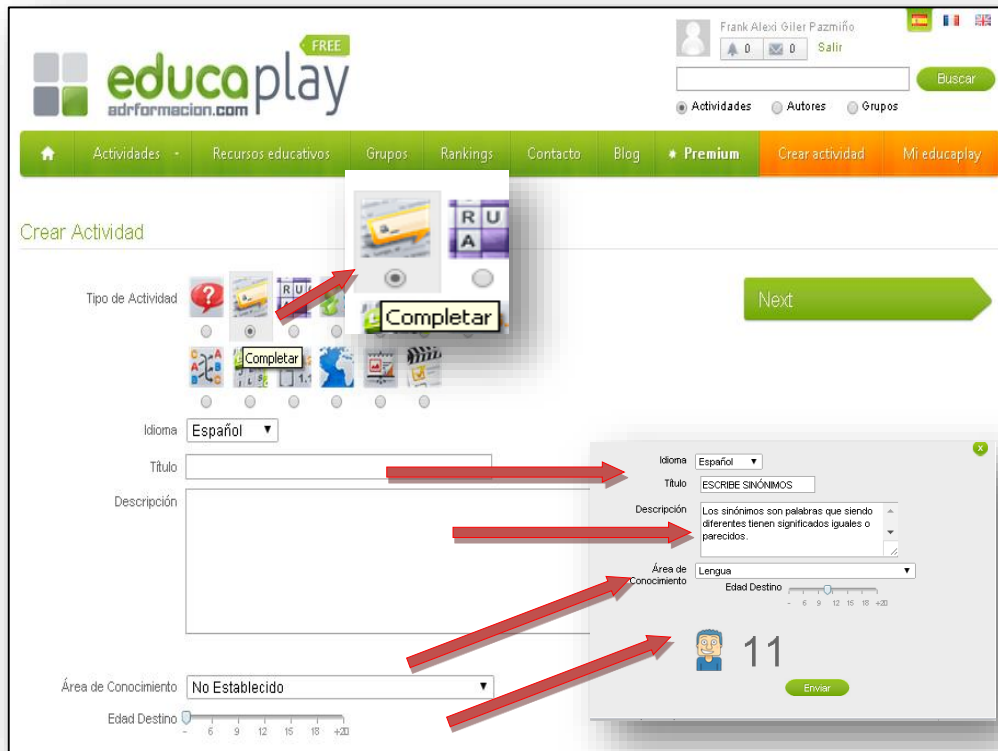 Frank Alexi Giler Pazmiño
0 0 Salir
FREE
educaplay
adrformacion.com
Buscar
Actividades Autores Grupos
Actividades Recursos educativos Grupos Rankings Contacto Blog Premium Crear actividad Mi educaplay
R U
A
Completar
Crear Actividad
Tipo de Actividad
Completar
Next
Idioma Español
Título
Descripción
Área de Conocimiento No Establecido
Edad Destino
- 6 9 12 15 18 +20
Idioma Español
Título ESCRIBE SINÓNIMOS
Descripción Los sinónimos son palabras que siendo
diferentes tienen significados iguales o
parecidos.
Área de
Conocimiento Lengua
Edad Destino
- 6 9 12 15 18 +20
11
Enviar